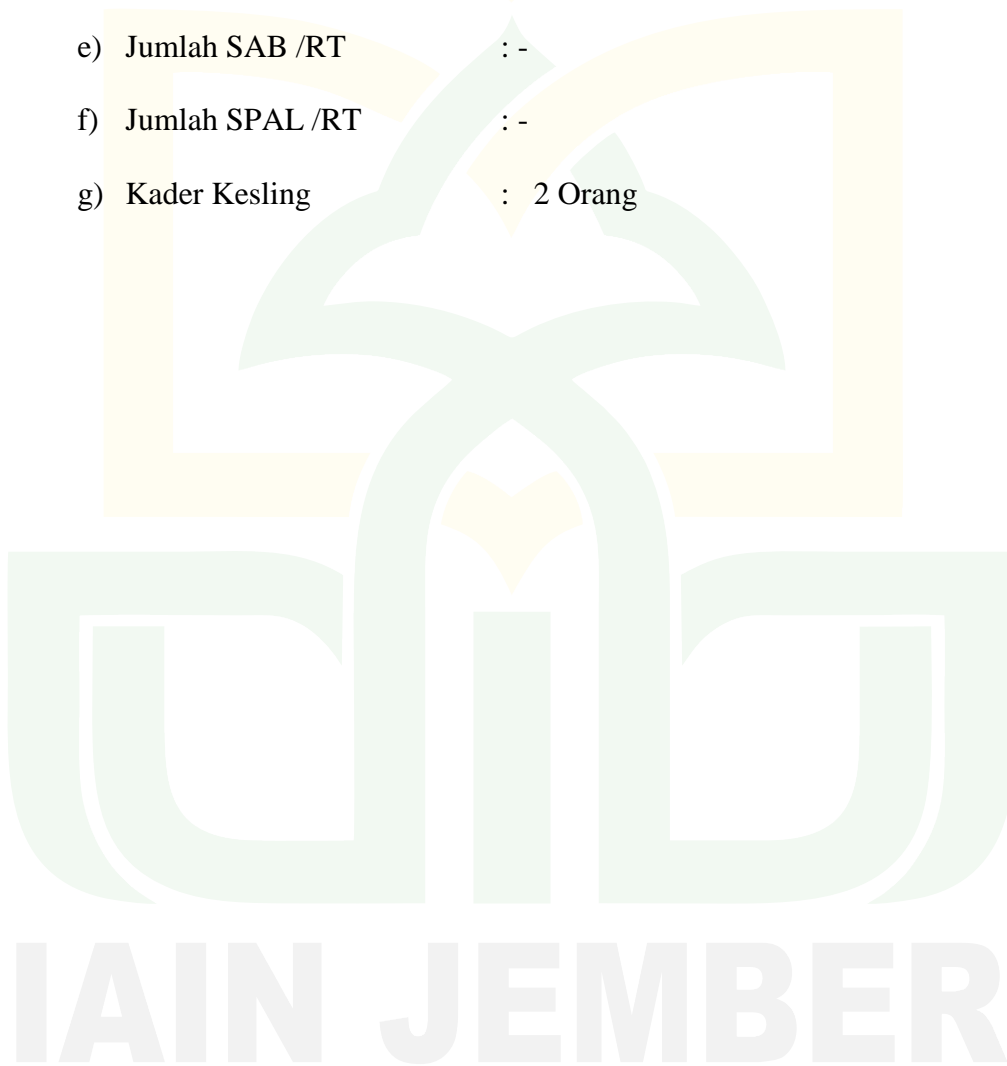 e) Jumlah SAB /RT : -
f) Jumlah SPAL /RT : -
g) Kader Kesling : 2 Orang
IAIN JEMBER